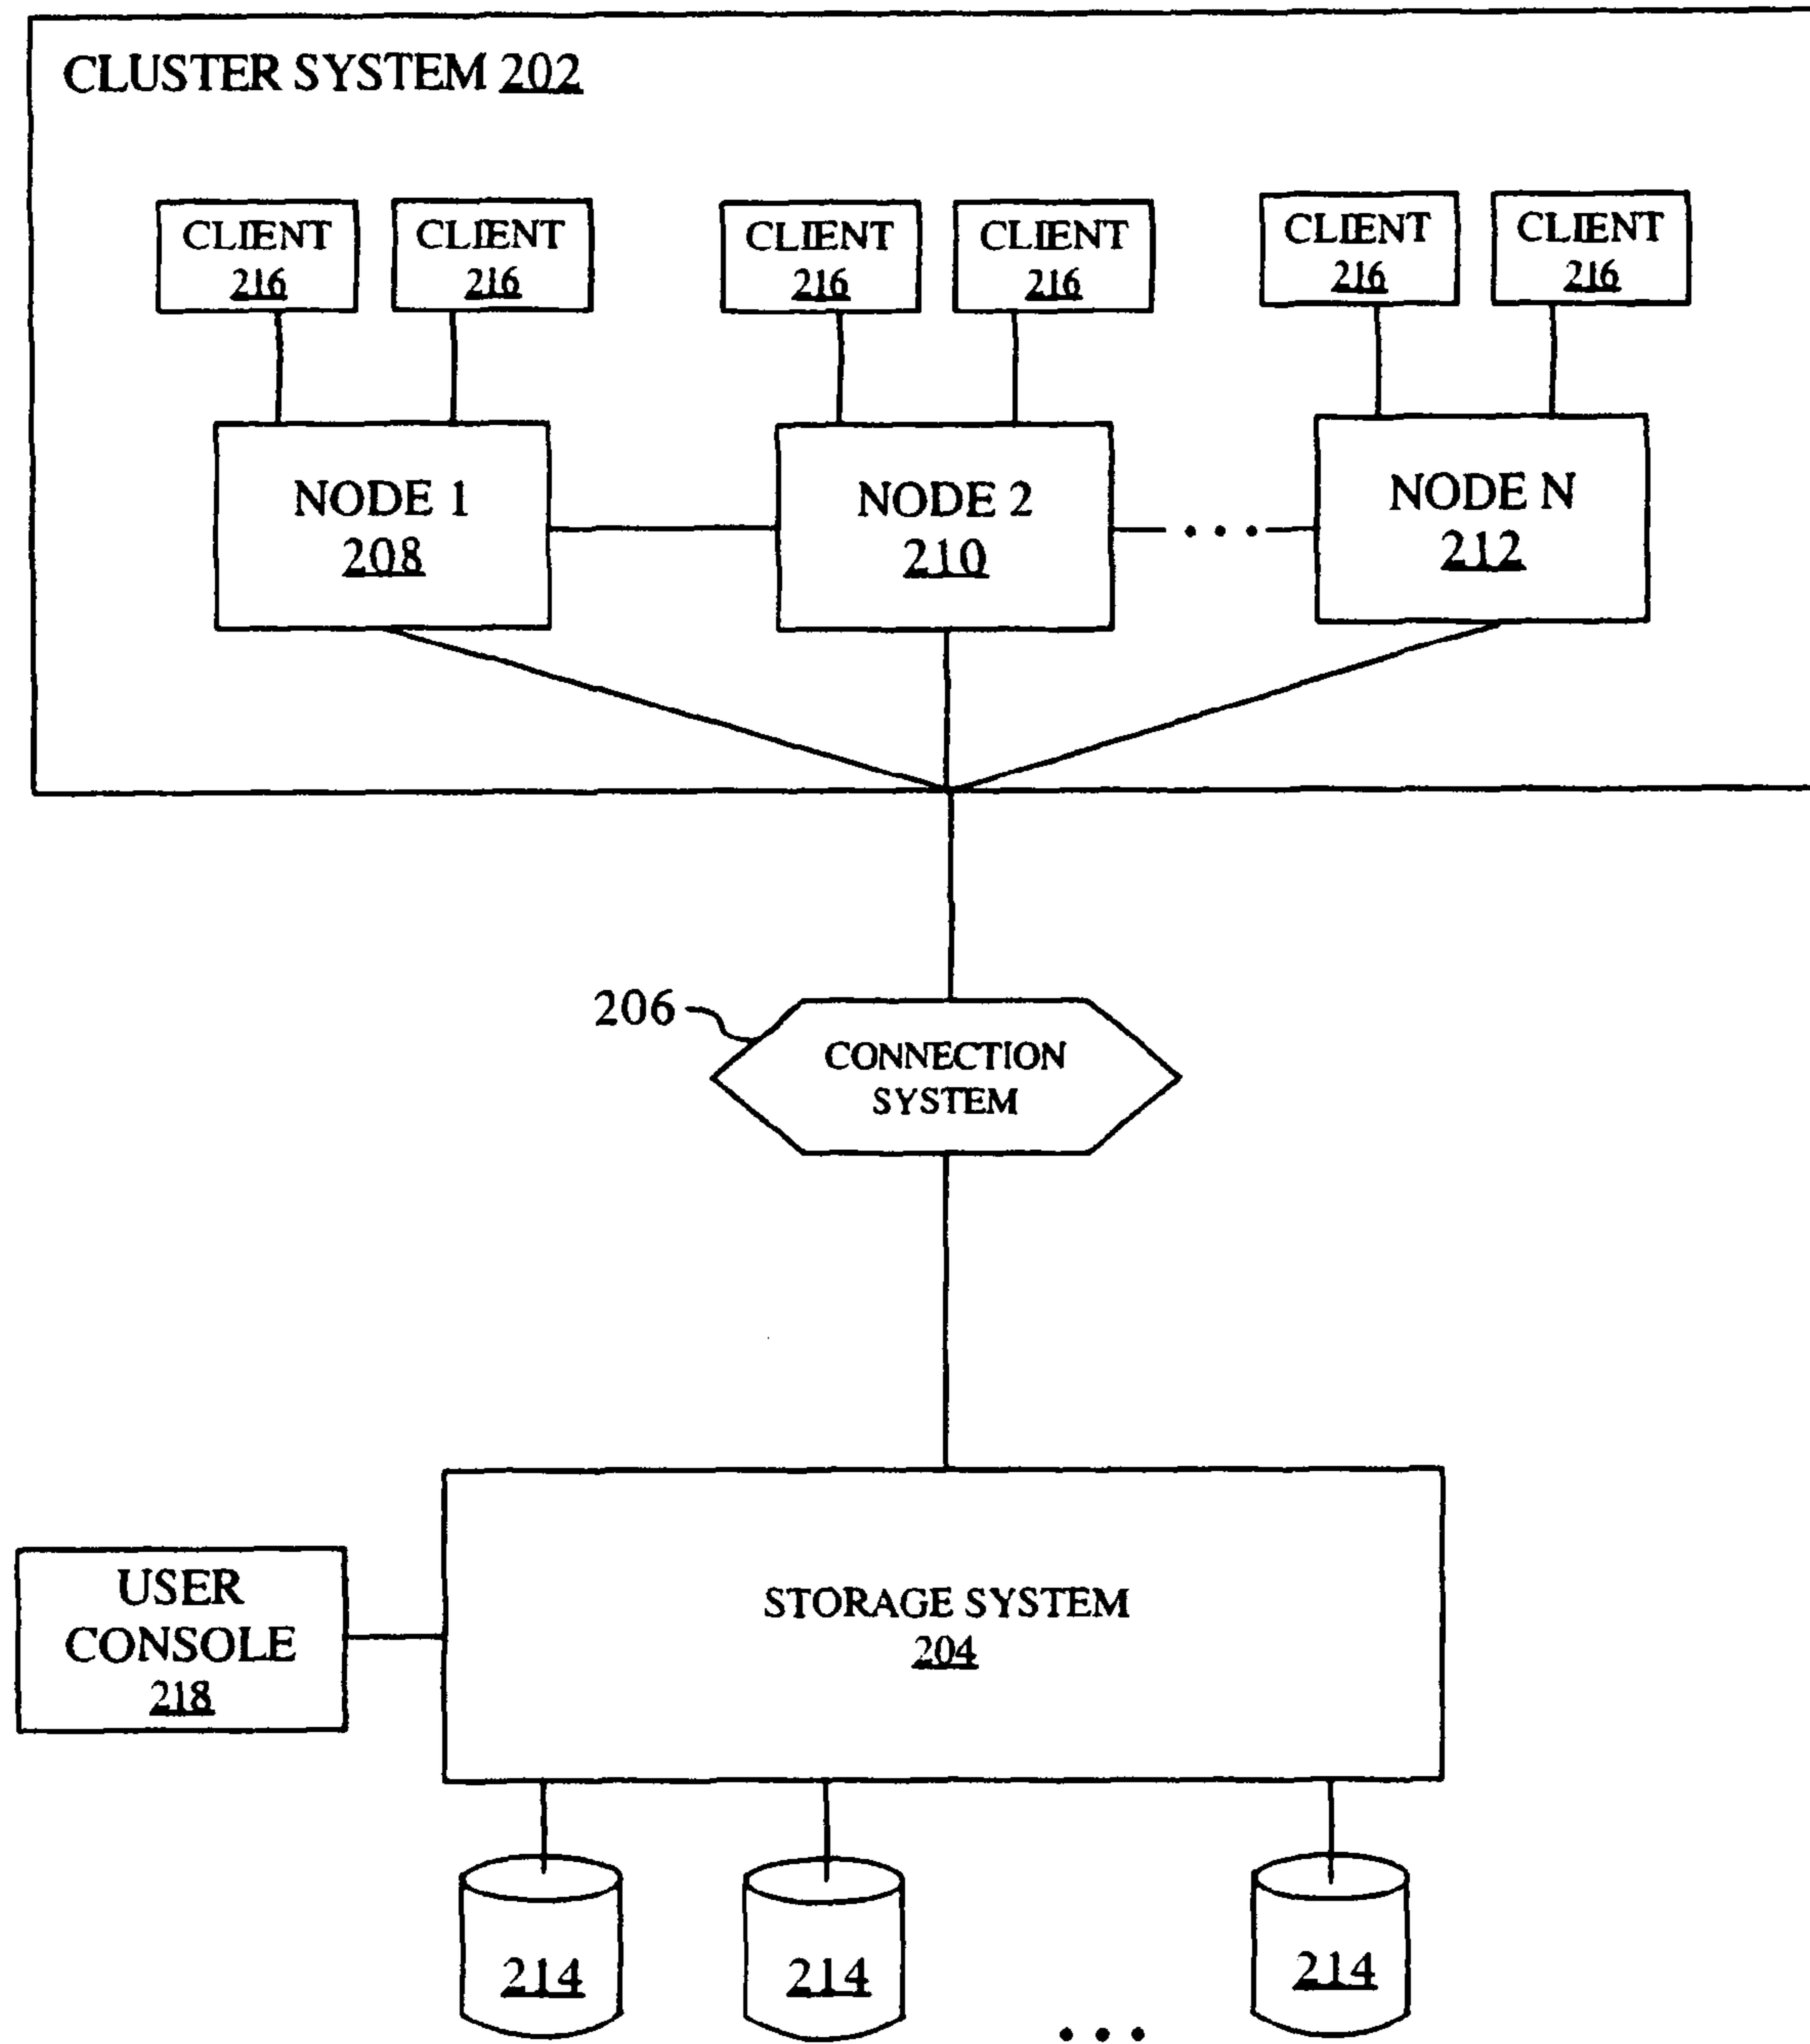 CLUSTER SYSTEM 202
CLIENT
216
CLIENT
216
CLIENT
216
CLIENT
216
CLIENT
216
CLIENT
216
NODE 1
208
NODE 2
210
...
NODE N
212
206
CONNECTION
SYSTEM
STORAGE SYSTEM
204
USER
CONSOLE
218
214
214
...
214